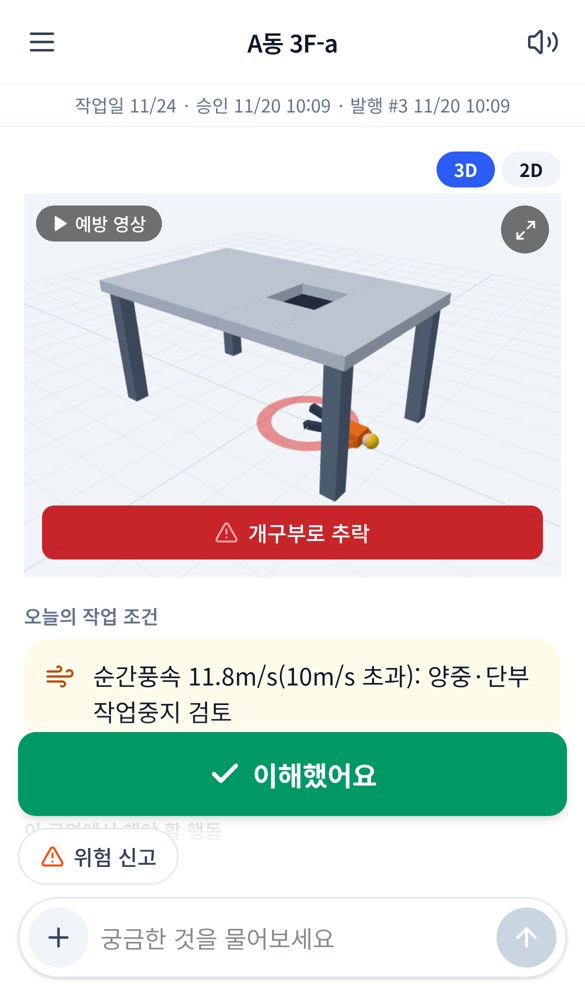 A동 3F-a
작업일 11/24 · 승인 11/20 10:09 · 발행 #3 11/20 10:09
3D
2D
예방 영상
개구부로 추락
오늘의 작업 조건
순간풍속 11.8m/s(10m/s 초과): 양중·단부
작업중지 검토
이해했어요
할 행동
위험 신고
궁금한 것을 물어보세요